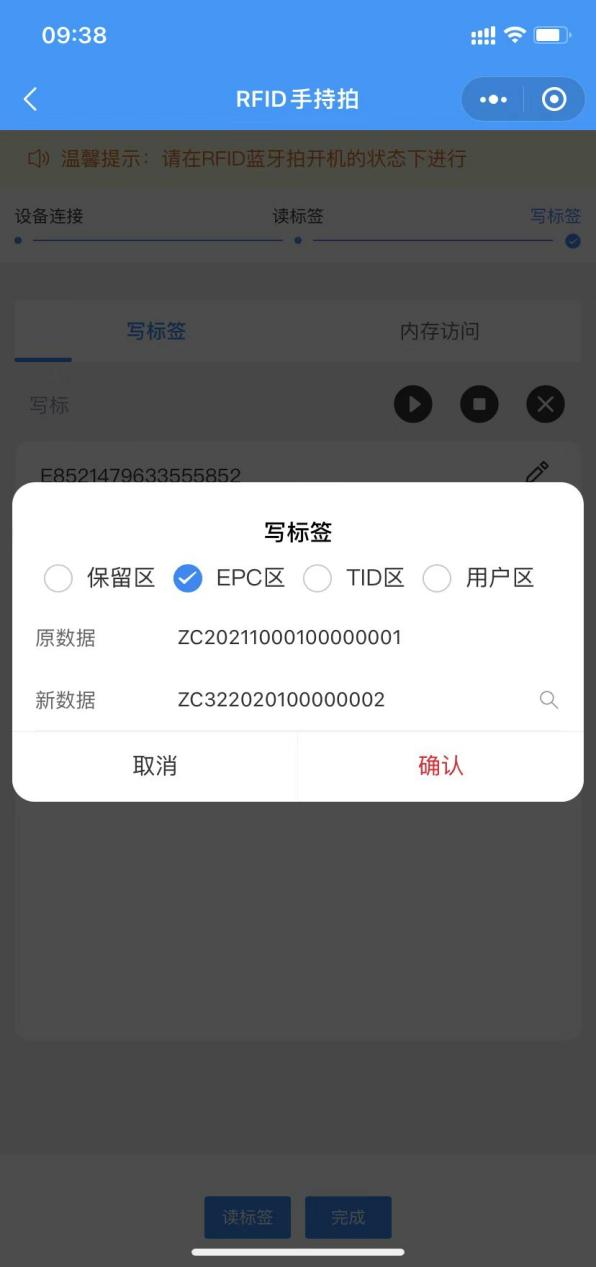 09:38
RFID手持拍
温馨提示：请在RFID蓝牙拍开机的状态下进行
设备连接 读标签 写标签
写标签 内存访问
写标
E8521479633555852
写标签
保留区 EPC区 TID区 用户区
原数据 ZC20211000100000001
新数据 ZC322020100000002
取消 确认
读标签 完成